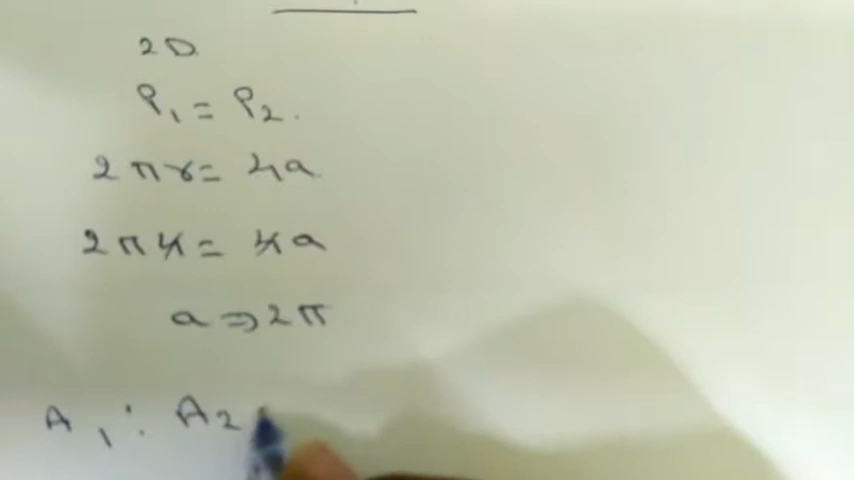 2D
P₁ = P₂.
2πr = 4a.
2π4 = 4a
a ⇒ 2π
A₁ : A₂